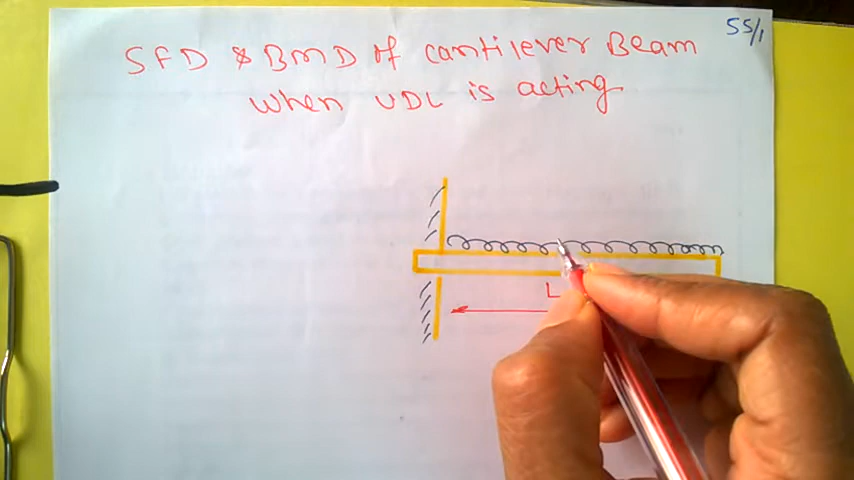 55/1
SFD & BMD of cantilever Beam
when UDL is acting
L